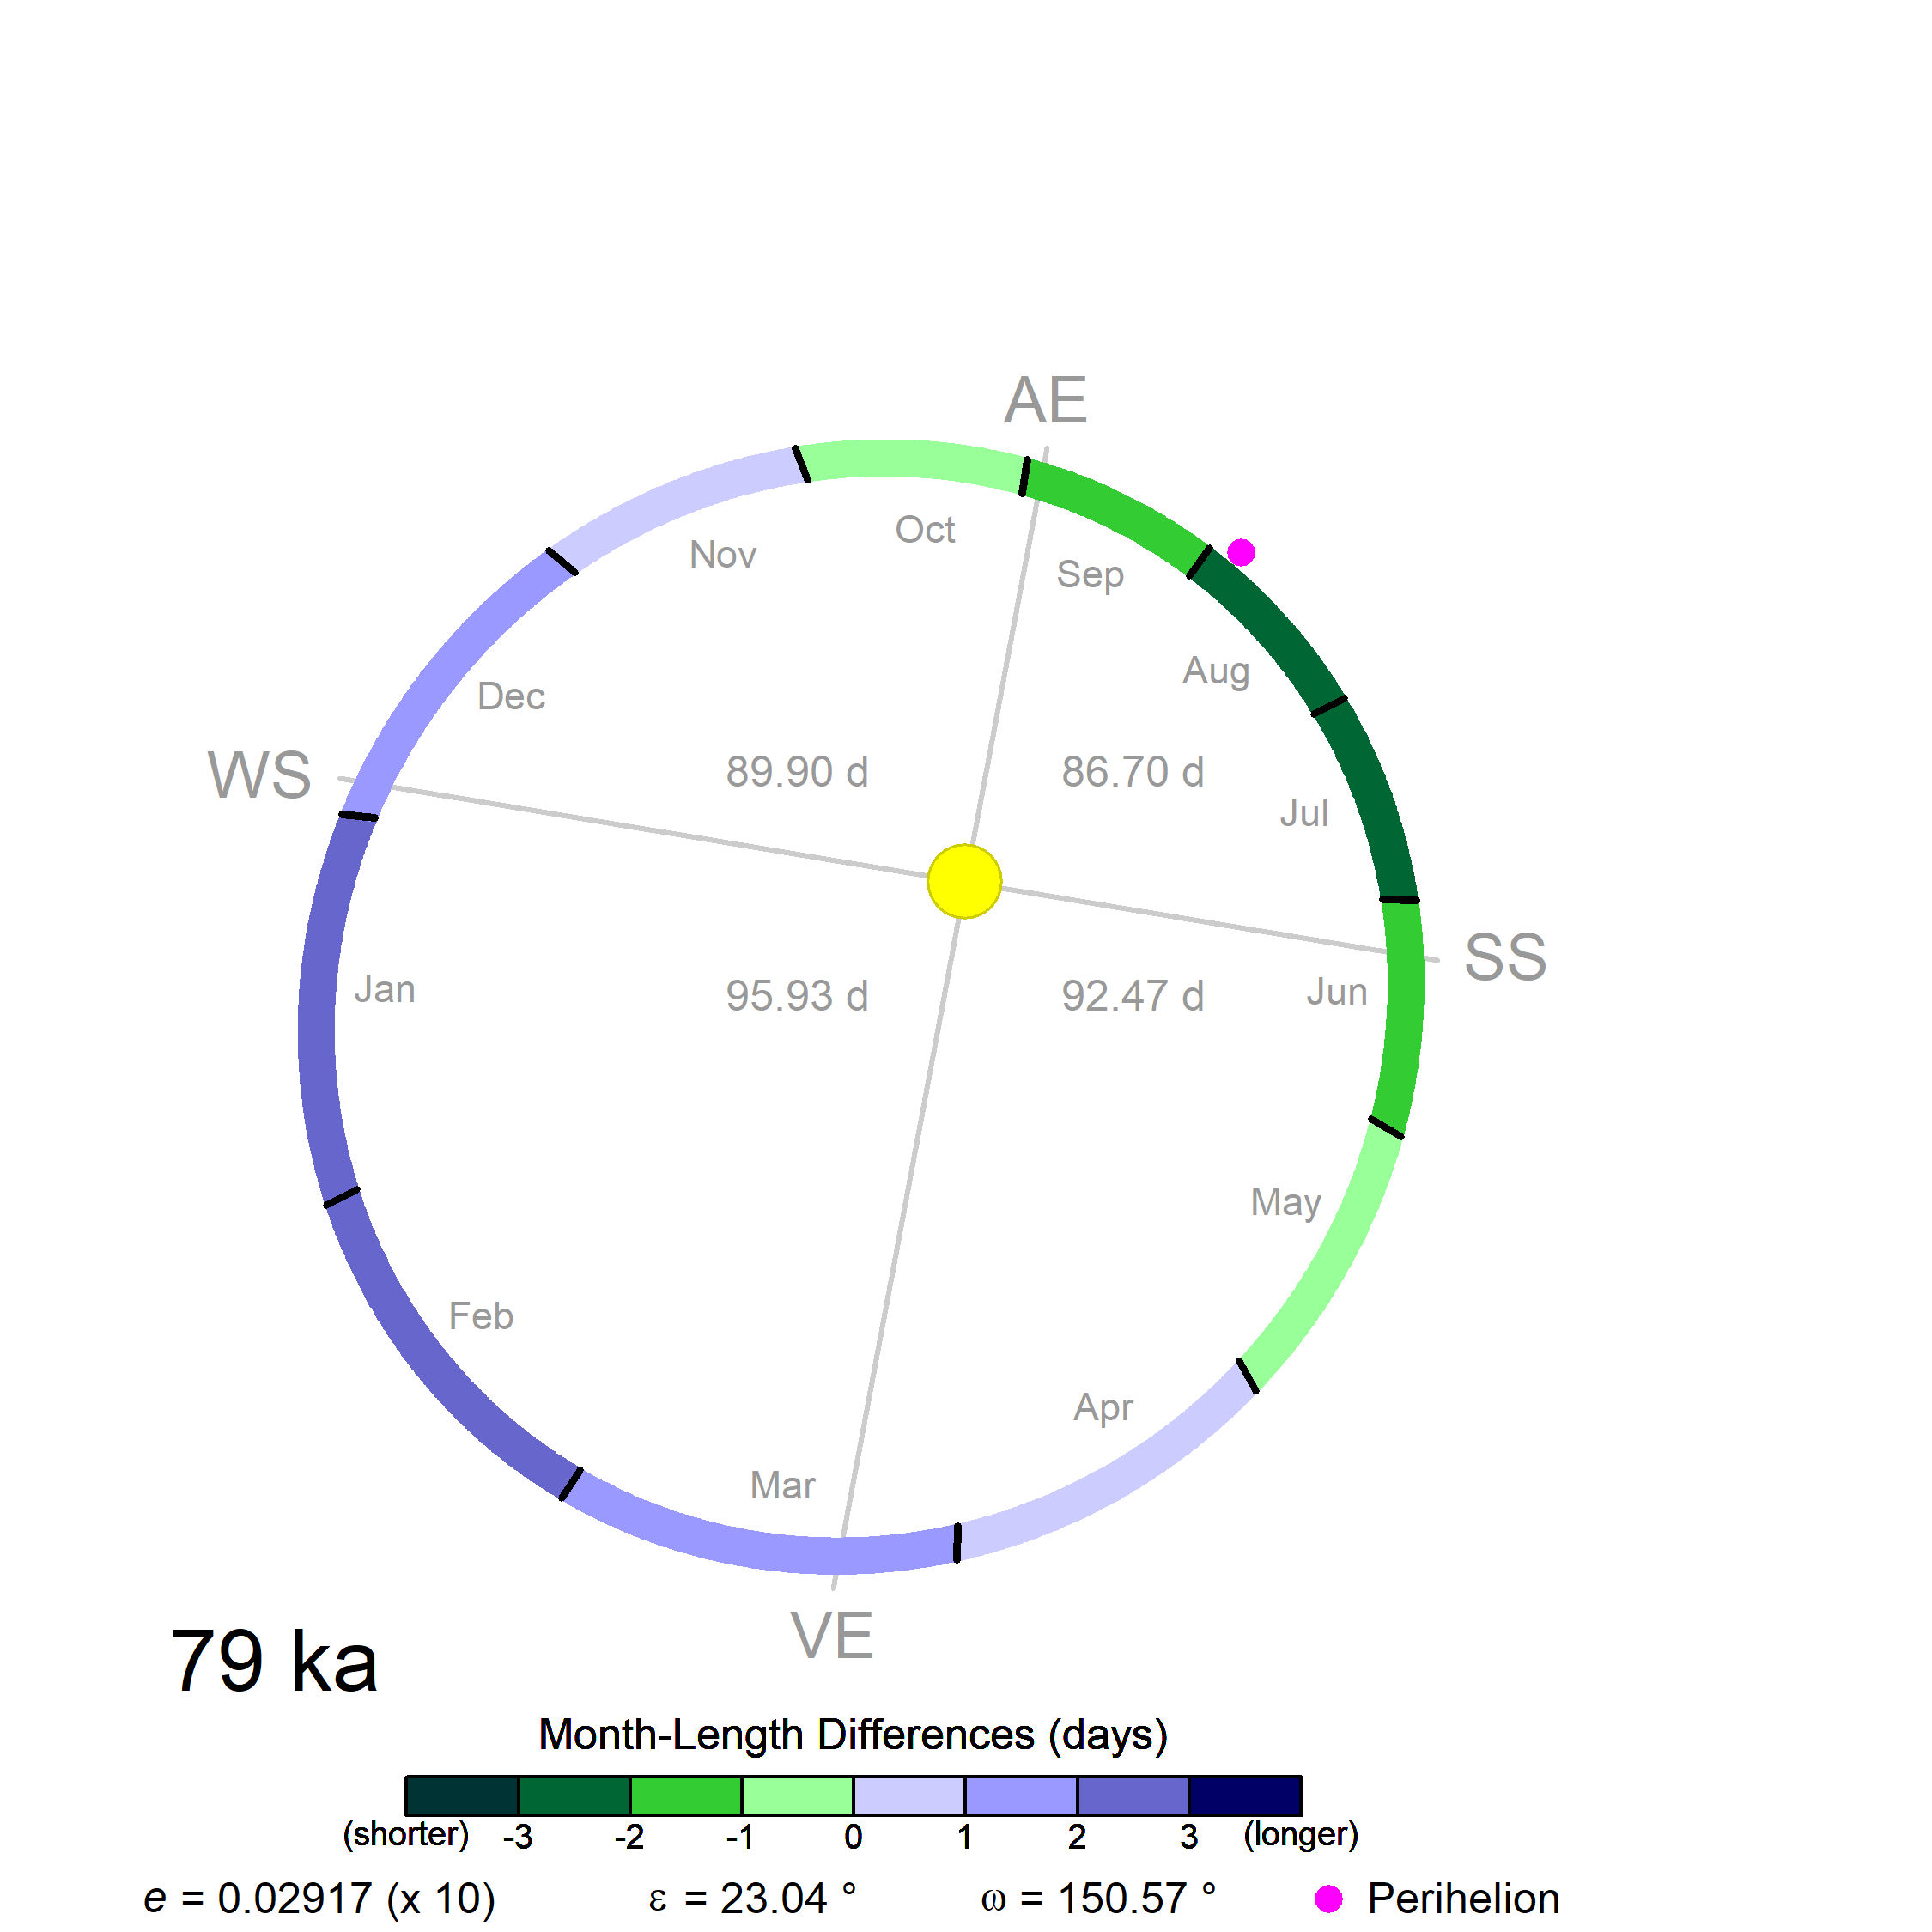 AE
Oct
Nov
Sep
Aug
Dec
WS
89.90 d
86.70 d
Jul
SS
Jan
95.93 d
92.47 d
Jun
May
Feb
Apr
Mar
VE
79 ka
Month-Length Differences (days)
(shorter) -3 -2 -1 0 1 2 3 (longer)
e = 0.02917 (x 10) ε = 23.04 ° ω = 150.57 ° Perihelion